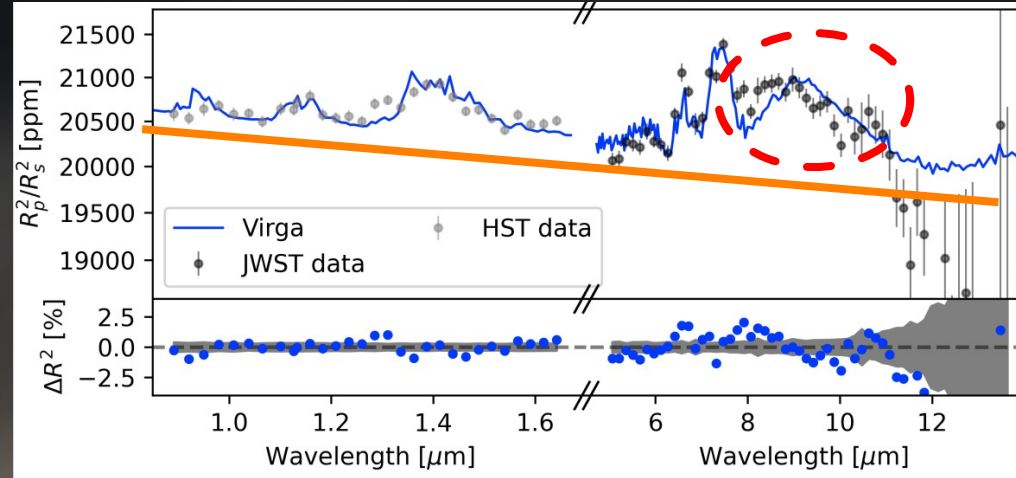 21500
21000
20500
20000
19500
19000
R_p^2/R_s^2 [ppm]
Virga
JWST data
HST data
2.5
0.0
−2.5
ΔR^2 [%]
1.0 1.2 1.4 1.6 6 8 10 12
Wavelength [μm] Wavelength [μm]